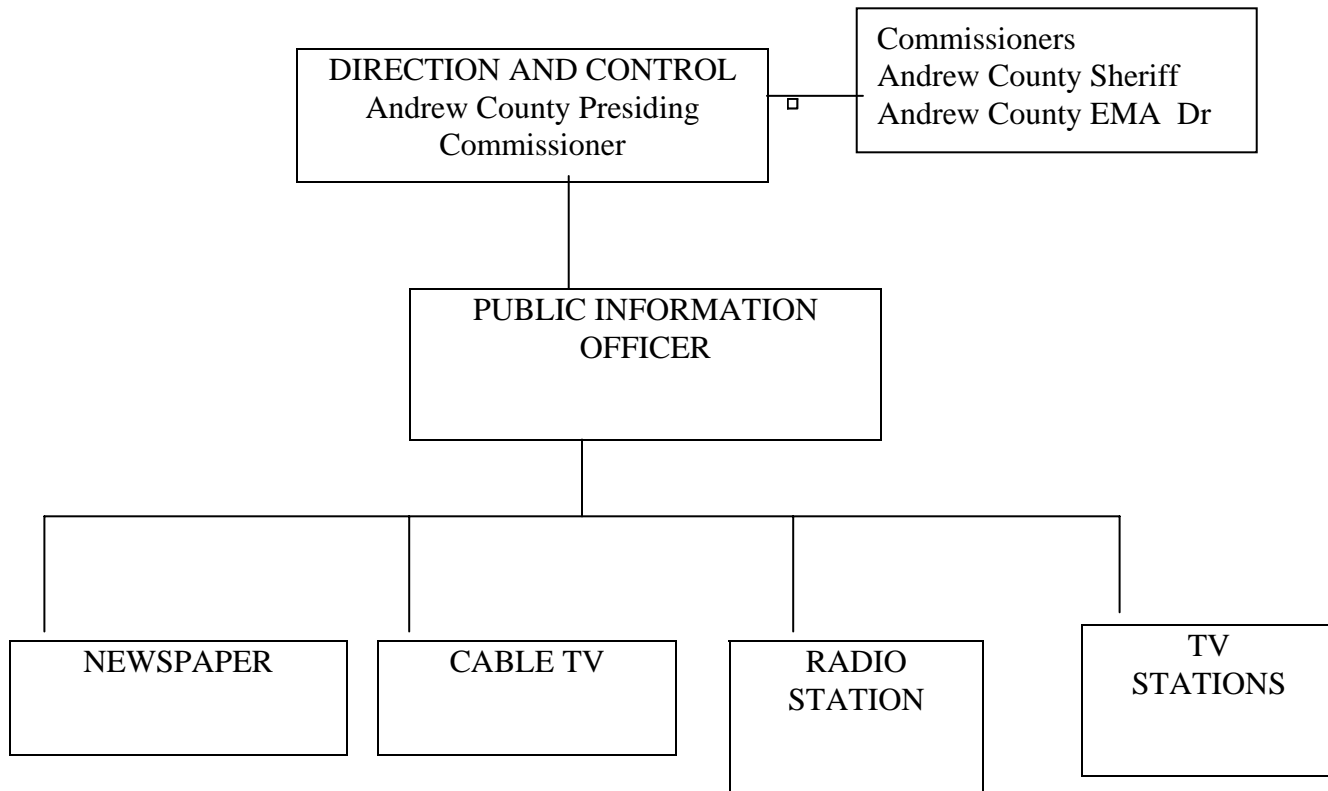 DIRECTION AND CONTROL
Andrew County Presiding
Commissioner
Commissioners
Andrew County Sheriff
Andrew County EMA Dr
PUBLIC INFORMATION
OFFICER
NEWSPAPER
CABLE TV
RADIO
STATION
TV
STATIONS